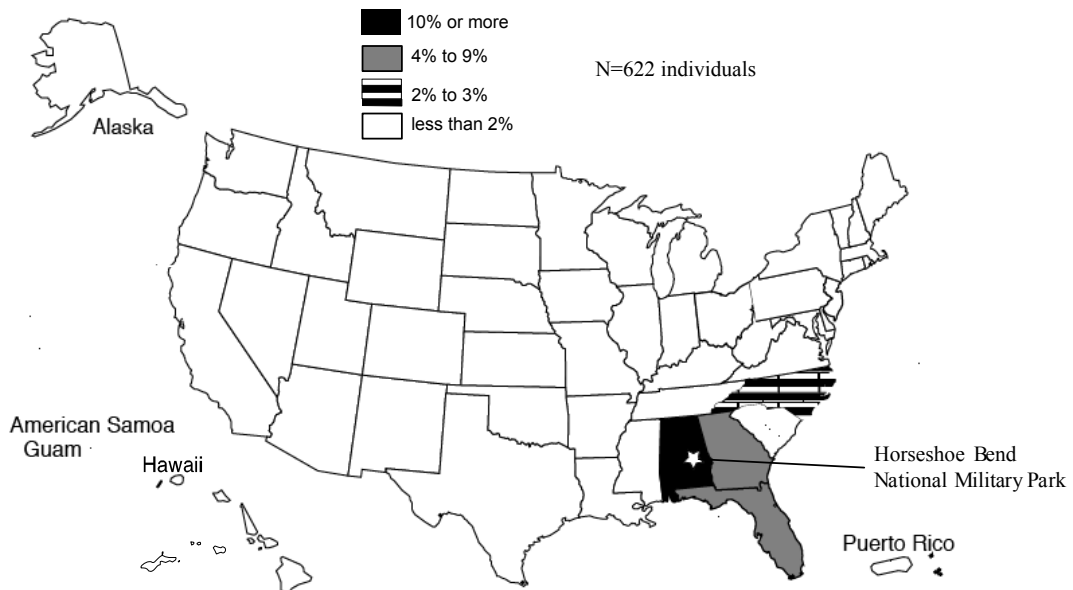 10% or more
4% to 9%
N=622 individuals
2% to 3%
less than 2%
Alaska
American Samoa
Guam
Hawaii
Horseshoe Bend
National Military Park
Puerto Rico